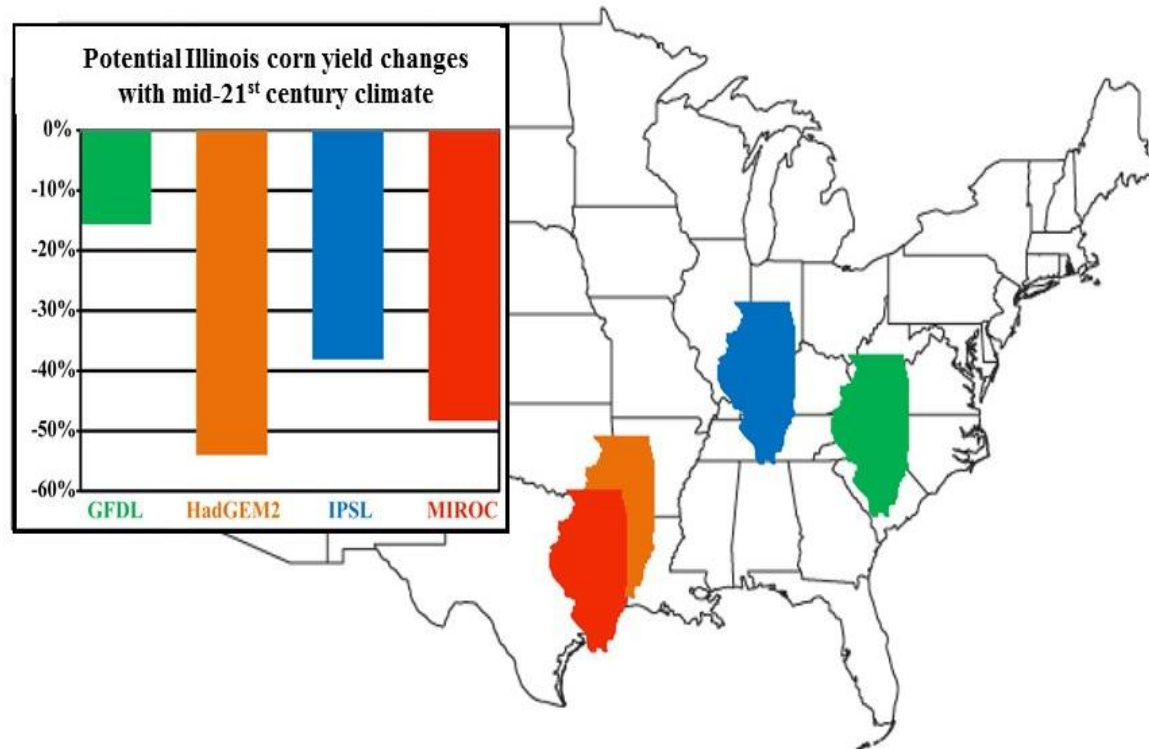 Potential Illinois corn yield changes
with mid-21st century climate
0%
-10%
-20%
-30%
-40%
-50%
-60%
GFDL HadGEM2 IPSL MIROC